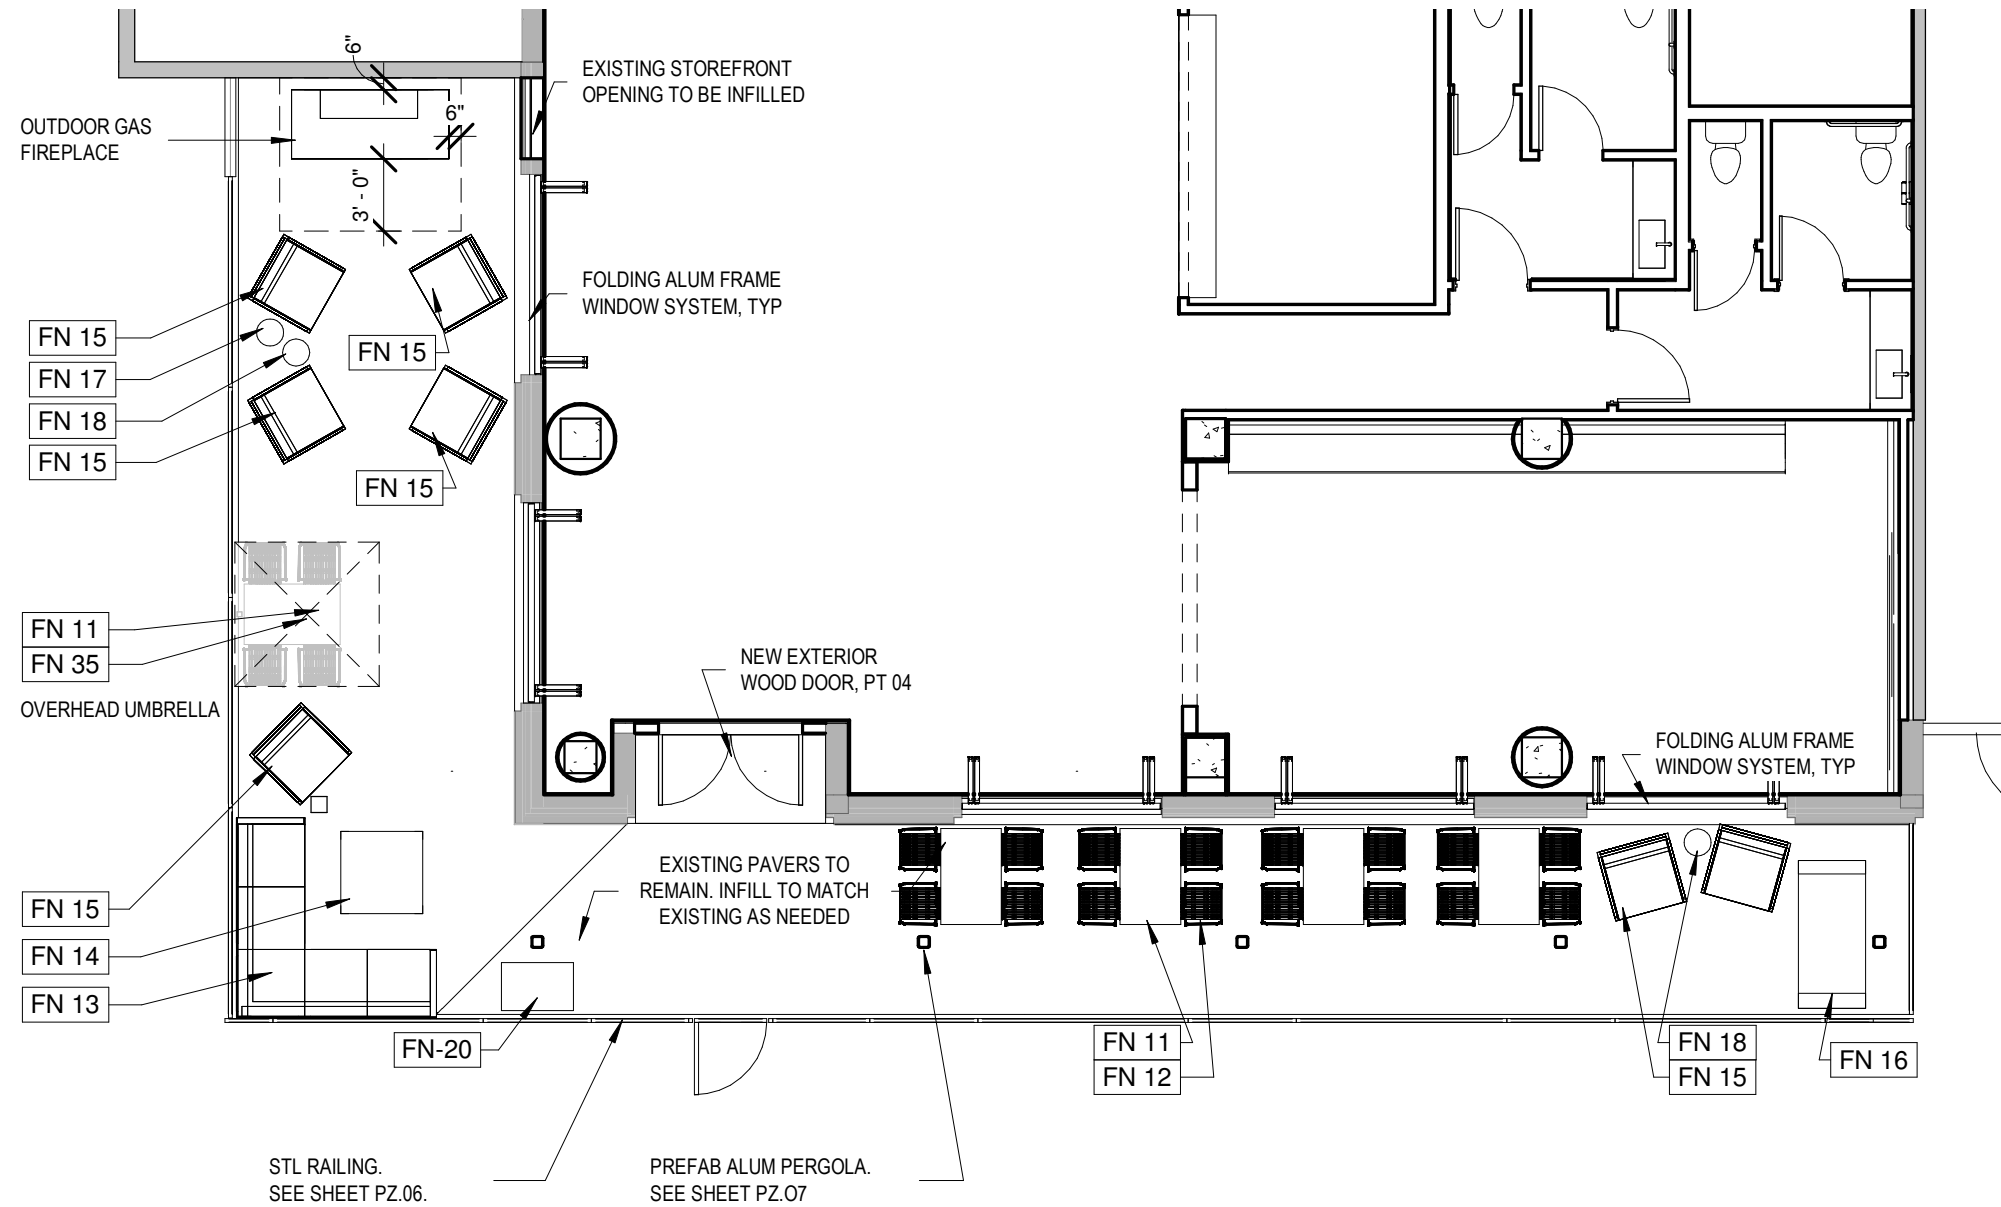 6"
EXISTING STOREFRONT
OPENING TO BE INFILLED
6"
OUTDOOR GAS
FIREPLACE
3' - 0"
FOLDING ALUM FRAME
WINDOW SYSTEM, TYP
FN 15
FN 15
FN 17
FN 18
FN 15
FN 15
FN 11
FN 35
OVERHEAD UMBRELLA
NEW EXTERIOR
WOOD DOOR, PT 04
FOLDING ALUM FRAME
WINDOW SYSTEM, TYP
EXISTING PAVERS TO
REMAIN. INFILL TO MATCH
EXISTING AS NEEDED
FN 15
FN 14
FN 13
FN-20
FN 11
FN 12
FN 18
FN 15
FN 16
STL RAILING.
SEE SHEET PZ.06.
PREFAB ALUM PERGOLA.
SEE SHEET PZ.O7